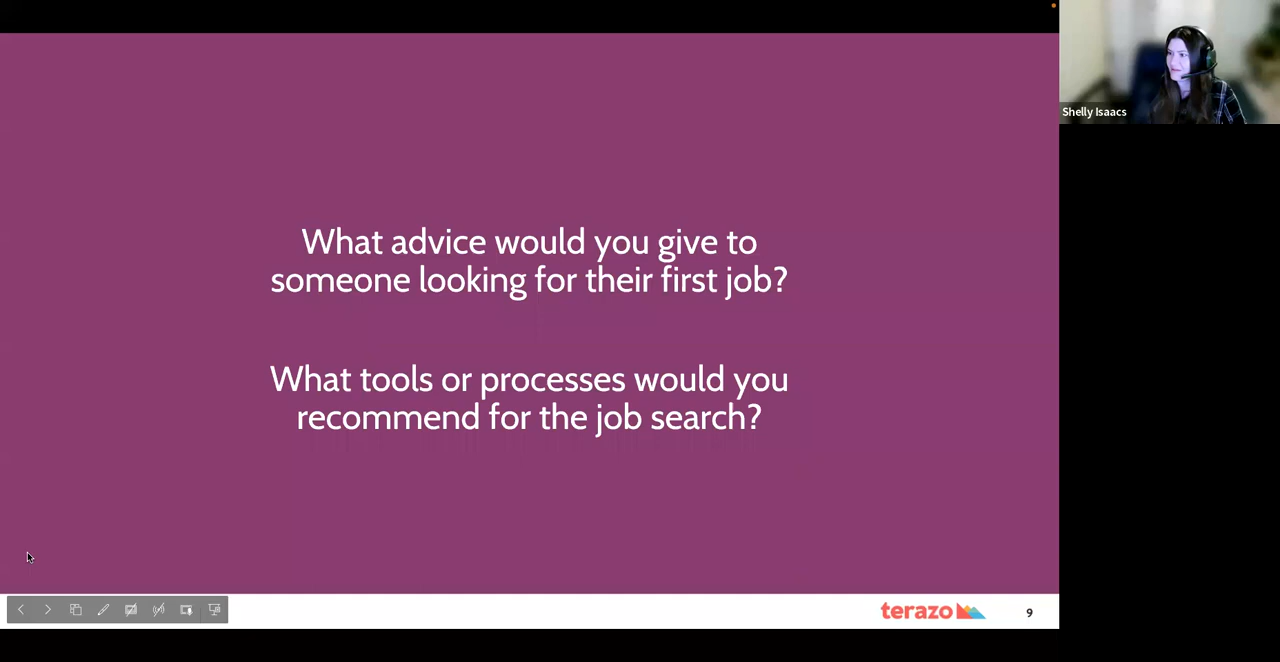 Shelly Isaacs
What advice would you give to
someone looking for their first job?
What tools or processes would you
recommend for the job search?
terazo
9